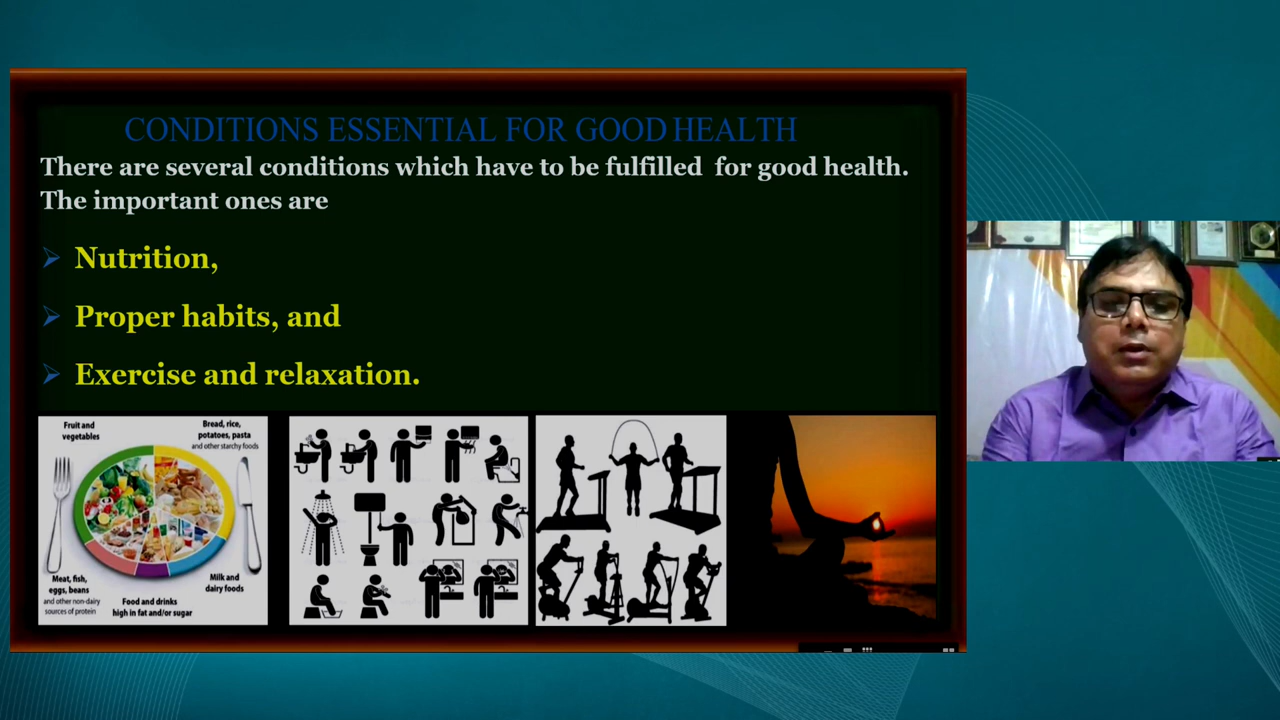 CONDITIONS ESSENTIAL FOR GOOD HEALTH
There are several conditions which have to be fulfilled for good health.
The important ones are
Nutrition,
Proper habits, and
Exercise and relaxation.
Fruit and
vegetables
Bread, rice,
potatoes, pasta
and other starchy foods
Meat, fish,
eggs, beans
and other non-dairy
sources of protein
Food and drinks
high in fat and/or sugar
Milk and
dairy foods